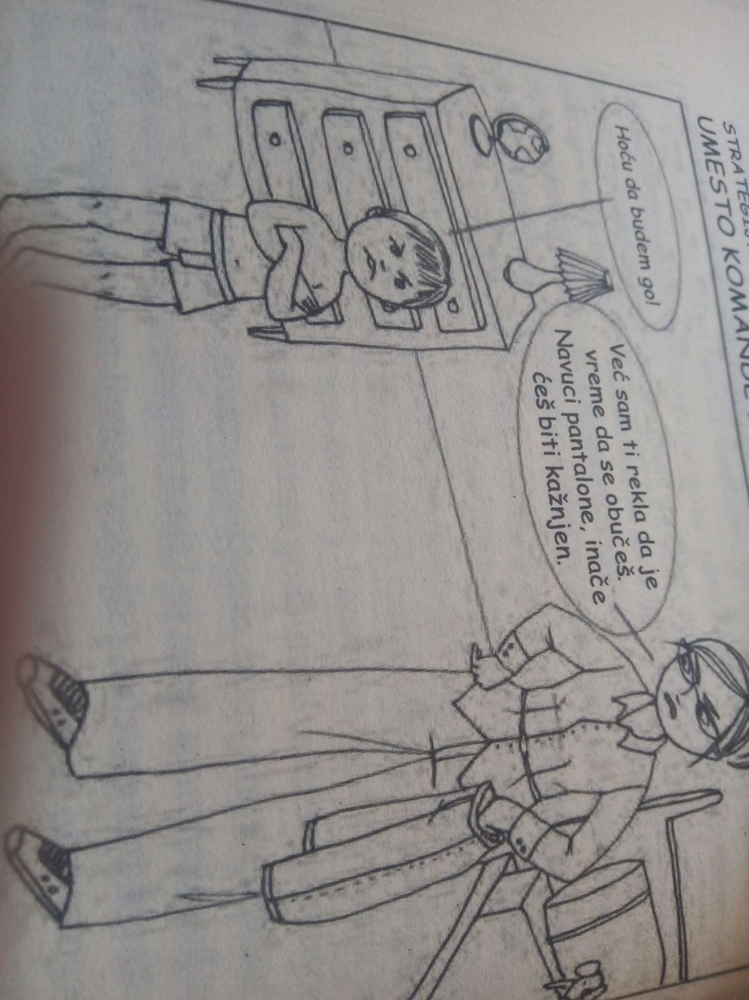 UMESTO KOMANDE
Hoću da budem go!
Već sam ti rekla da je
vreme da se obučeš.
Navuci pantalone, inače
ćeš biti kažnjen.